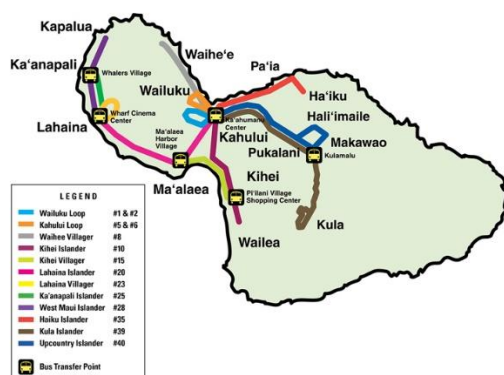 Kapalua
Ka'anapali
Whalers Village
Lahaina
Wharf Cinema
Center
Waihe'e
Wailuku
Ma'alaea
Harbor
Village
Ma'alaea
Ka'ahumanu
Center
Kahului
Pa'ia
Ha'iku
Hali'imaile
Makawao
Pukalani
Kulamalu
Kihei
Pi'ilani Village
Shopping Center
Wailea
Kula
LEGEND
Wailuku Loop #1 & #2
Kahului Loop #5 & #6
Waihee Villager #8
Kihei Islander #10
Kihei Villager #15
Lahaina Islander #20
Lahaina Villager #23
Ka'anapali Islander #25
West Maui Islander #28
Haiku Islander #35
Kula Islander #39
Upcountry Islander #40
Bus Transfer Point